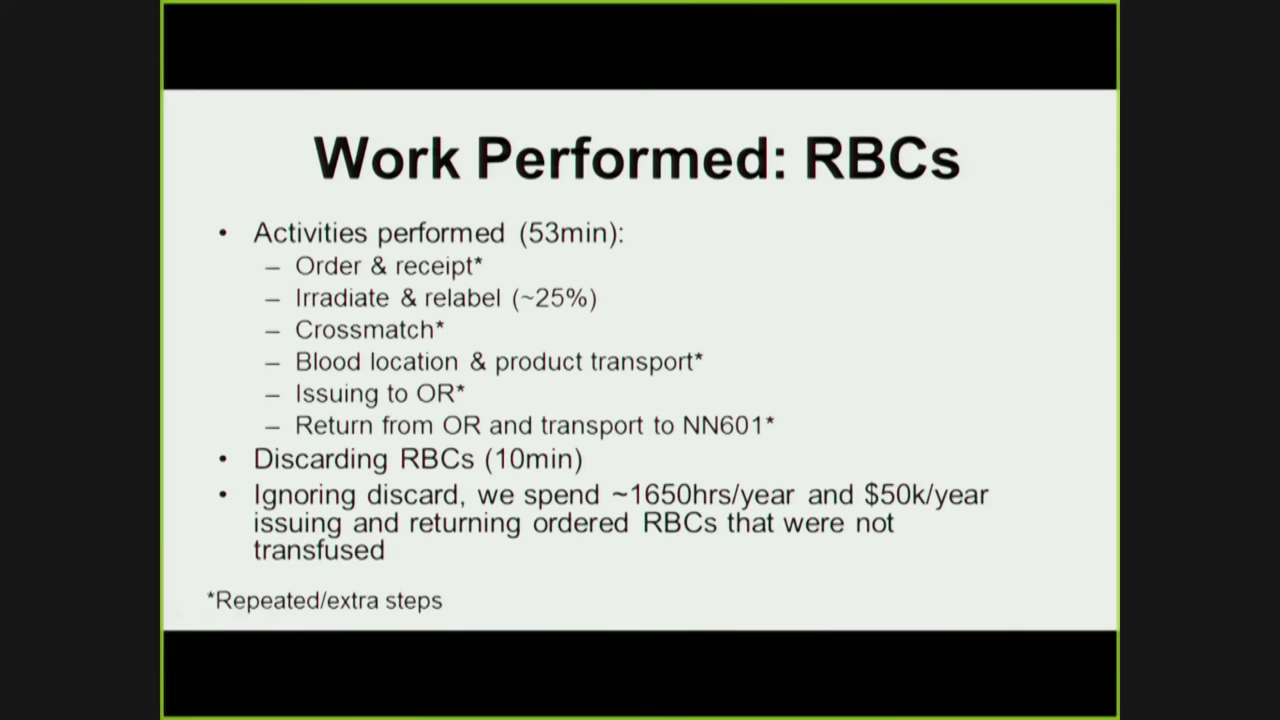 Work Performed: RBCs
• Activities performed (53min):
– Order & receipt*
– Irradiate & relabel (~25%)
– Crossmatch*
– Blood location & product transport*
– Issuing to OR*
– Return from OR and transport to NN601*
• Discarding RBCs (10min)
• Ignoring discard, we spend ~1650hrs/year and $50k/year
issuing and returning ordered RBCs that were not
transfused
*Repeated/extra steps